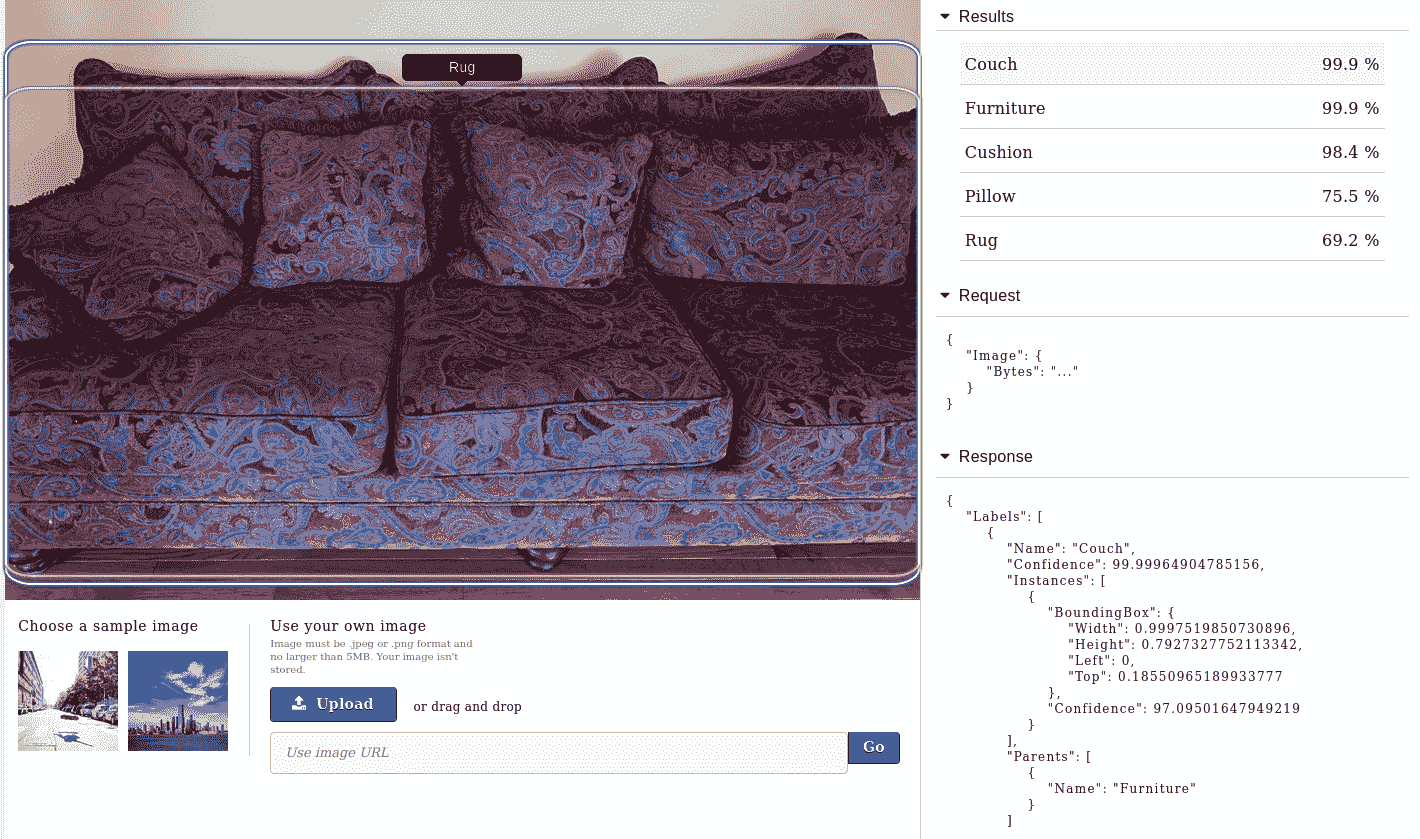 Rug
Choose a sample image
Use your own image
Image must be .jpeg or .png format and
no larger than 5MB. Your image isn't
stored.
Upload
or drag and drop
Use image URL
Go
Results
Couch 99.9 %
Furniture 99.9 %
Cushion 98.4 %
Pillow 75.5 %
Rug 69.2 %
Request
{
"Image": {
"Bytes": "..."
}
}
Response
{
"Labels": [
{
"Name": "Couch",
"Confidence": 99.99964904785156,
"Instances": [
{
"BoundingBox": {
"Width": 0.9997519850730896,
"Height": 0.7927327752113342,
"Left": 0,
"Top": 0.18550965189933777
},
"Confidence": 97.09501647949219
}
],
"Parents": [
{
"Name": "Furniture"
}
]